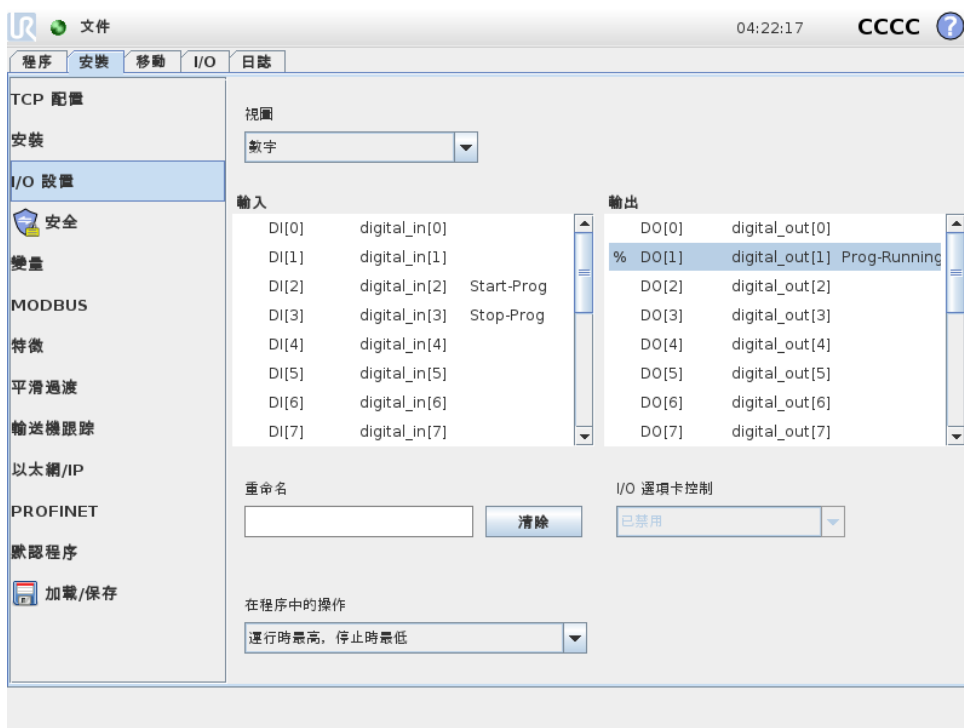 UR 文件 04:22:17 CCCC ?
程序 安裝 移動 I/O 日誌
TCP 配置
安裝
I/O 設置
安全
變量
MODBUS
特徵
平滑過渡
輸送機跟踪
以太網/IP
PROFINET
默認程序
加載/保存
視圖
數字
輸入
DI[0] digital_in[0]
DI[1] digital_in[1]
DI[2] digital_in[2] Start-Prog
DI[3] digital_in[3] Stop-Prog
DI[4] digital_in[4]
DI[5] digital_in[5]
DI[6] digital_in[6]
DI[7] digital_in[7]
輸出
DO[0] digital_out[0]
% DO[1] digital_out[1] Prog-Running
DO[2] digital_out[2]
DO[3] digital_out[3]
DO[4] digital_out[4]
DO[5] digital_out[5]
DO[6] digital_out[6]
DO[7] digital_out[7]
重命名
清除
I/O 選項卡控制
已禁用
在程序中的操作
運行時最高, 停止時最低